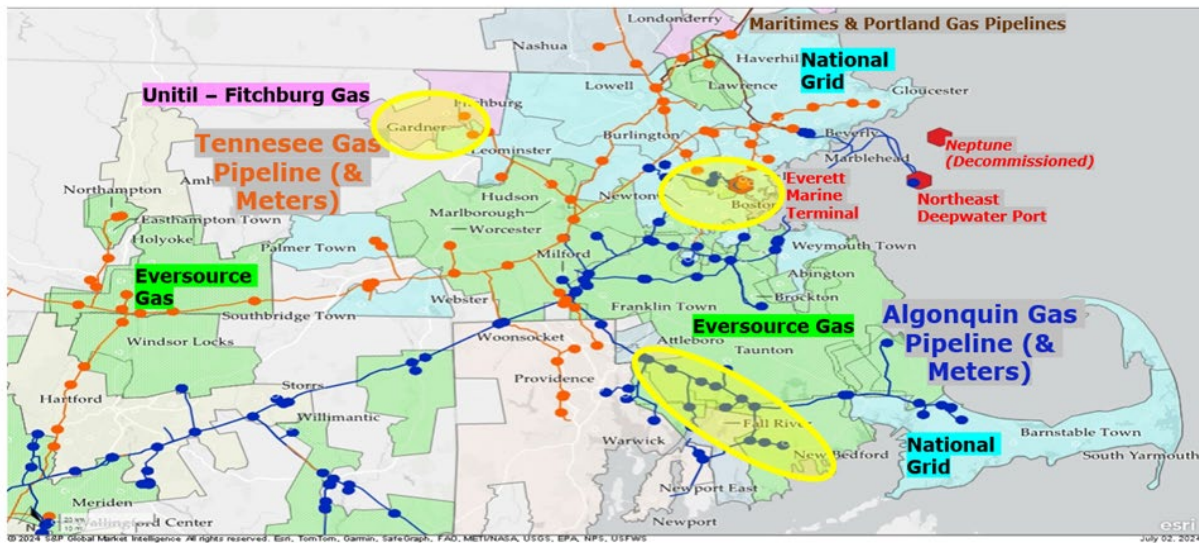 Londonderry
Maritimes & Portland Gas Pipelines
Nashua
Haverhill
National
Grid
Unitil – Fitchburg Gas
Fitchburg
Lowell
Lawrence
Gloucester
Gardner
Leominster
Burlington
Beverly
Marblehead
Neptune
(Decommissioned)
Tennesee Gas
Pipeline (&
Meters)
Northampton
Hudson
Newton
Boston
Everett
Marine
Terminal
Northeast
Deepwater Port
Easthampton Town
Holyoke
Marlborough
Worcester
Palmer Town
Milford
Weymouth Town
Abington
Eversource
Gas
Webster
Franklin Town
Brockton
Southbridge Town
Eversource Gas
Algonquin Gas
Pipeline (&
Meters)
Windsor Locks
Woonsocket
Attleboro
Taunton
Storrs
Providence
Hartford
Willimantic
Fall River
Warwick
New Bedford
National
Grid
Barnstable Town
South Yarmouth
Meriden
Newport East
Newport
Wallingford Center
esri
© 2024 S&P Global Market Intelligence All rights reserved. Esri, TomTom, Garmin, SafeGraph, FAO, METI/NASA, USGS, EPA, NPS, USFWS
July 02, 202